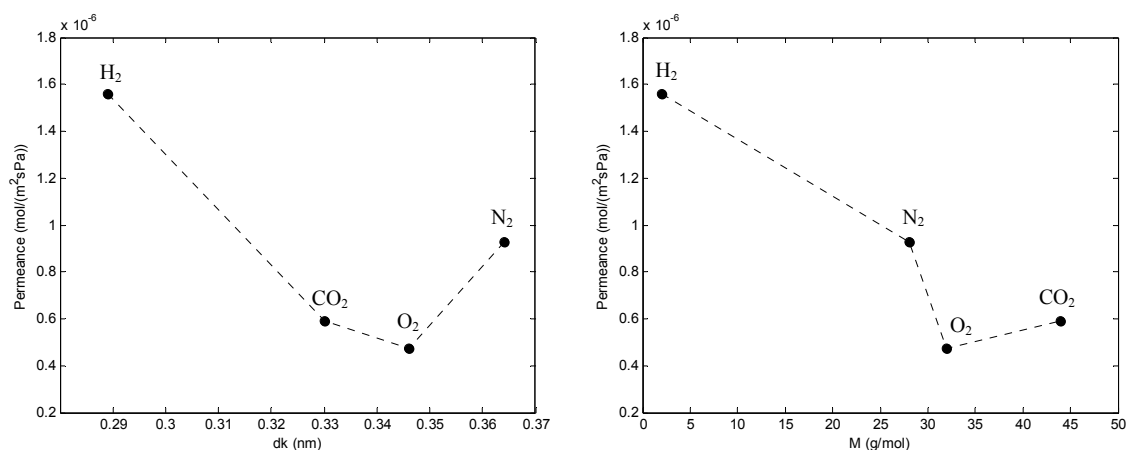 x 10⁻⁶
1.8
1.6
1.4
1.2
1
0.8
0.6
0.4
0.2
Permeance (mol/(m²sPa))
H₂
CO₂
O₂
N₂
0.29 0.3 0.31 0.32 0.33 0.34 0.35 0.36 0.37
dk (nm)
x 10⁻⁶
1.8
1.6
1.4
1.2
1
0.8
0.6
0.4
0.2
Permeance (mol/(m²sPa))
H₂
N₂
O₂
CO₂
0 5 10 15 20 25 30 35 40 45 50
M (g/mol)